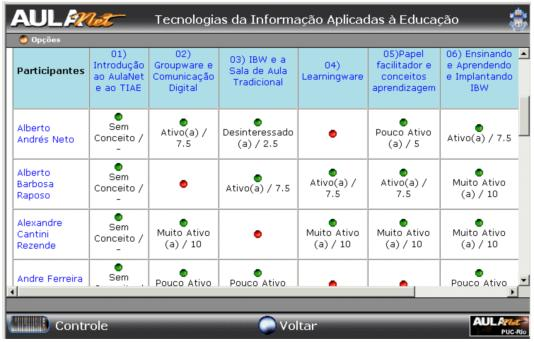 AULANet Tecnologias da Informação Aplicadas à Educação
Opções
Participantes
01)
Introdução
ao AulaNet
e ao TIAE
02)
Groupware e
Comunicação
Digital
03) IBW e a
Sala de Aula
Tradicional
04)
Learningware
05)Papel
facilitador e
conceitos
aprendizagem
06) Ensinando
e Aprendendo
e Implantando
IBW
Alberto
Andrés Neto
Sem
Conceito /
-
Ativo(a) /
7.5
Desinteressado
(a) / 2.5
Pouco Ativo
(a) / 5
Ativo(a) / 7.5
Alberto
Barbosa
Raposo
Sem
Conceito /
-
Ativo(a) / 7.5
Ativo(a) /
7.5
Ativo(a) /
7.5
Muito Ativo
(a) / 10
Alexandre
Cantini
Rezende
Sem
Conceito /
-
Muito Ativo
(a) / 10
Muito Ativo
(a) / 10
Muito Ativo
(a) / 10
Muito Ativo
(a) / 10
Andre Ferreira
Sem
Pouco Ativo
Pouco Ativo
Pouco Ativo
Controle
Voltar
AULANet
PUC-Rio